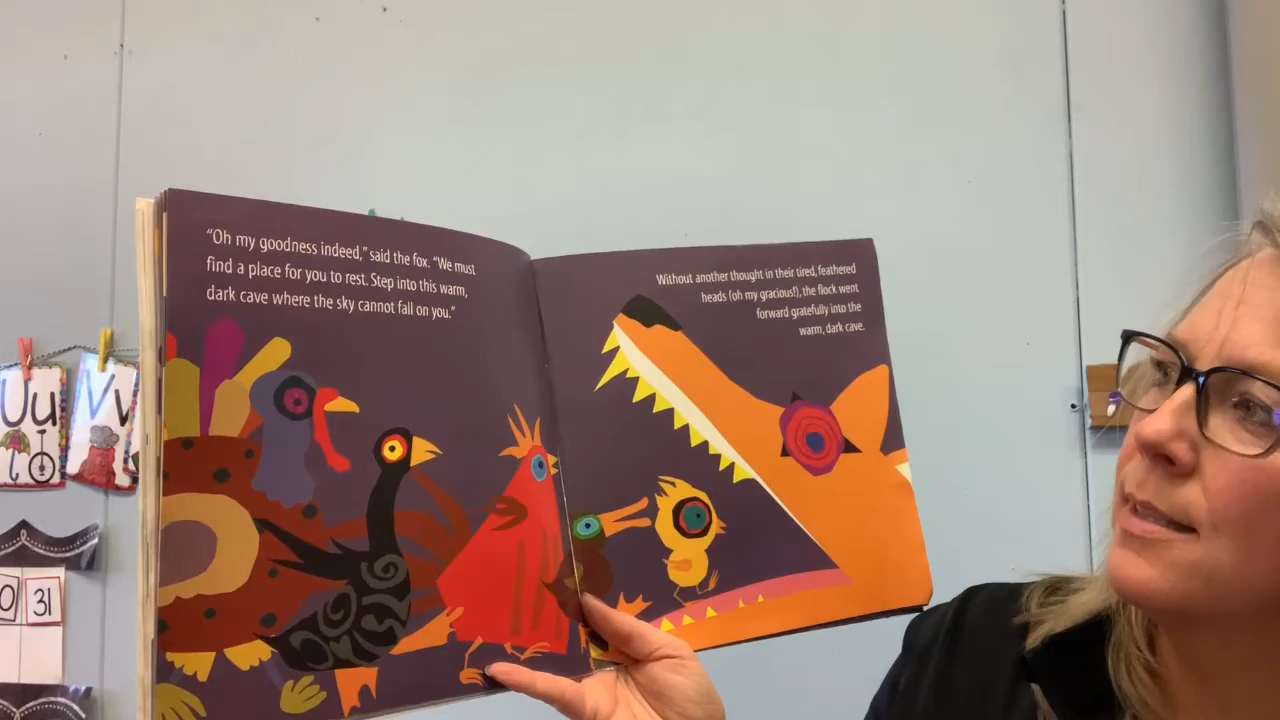 "Oh my goodness indeed," said the fox. "We must
find a place for you to rest. Step into this warm,
dark cave where the sky cannot fall on you."
Without another thought in their tired, feathered
heads (oh my gracious!), the flock went
forward gratefully into the
warm, dark cave.
Uu
Vv
0 31